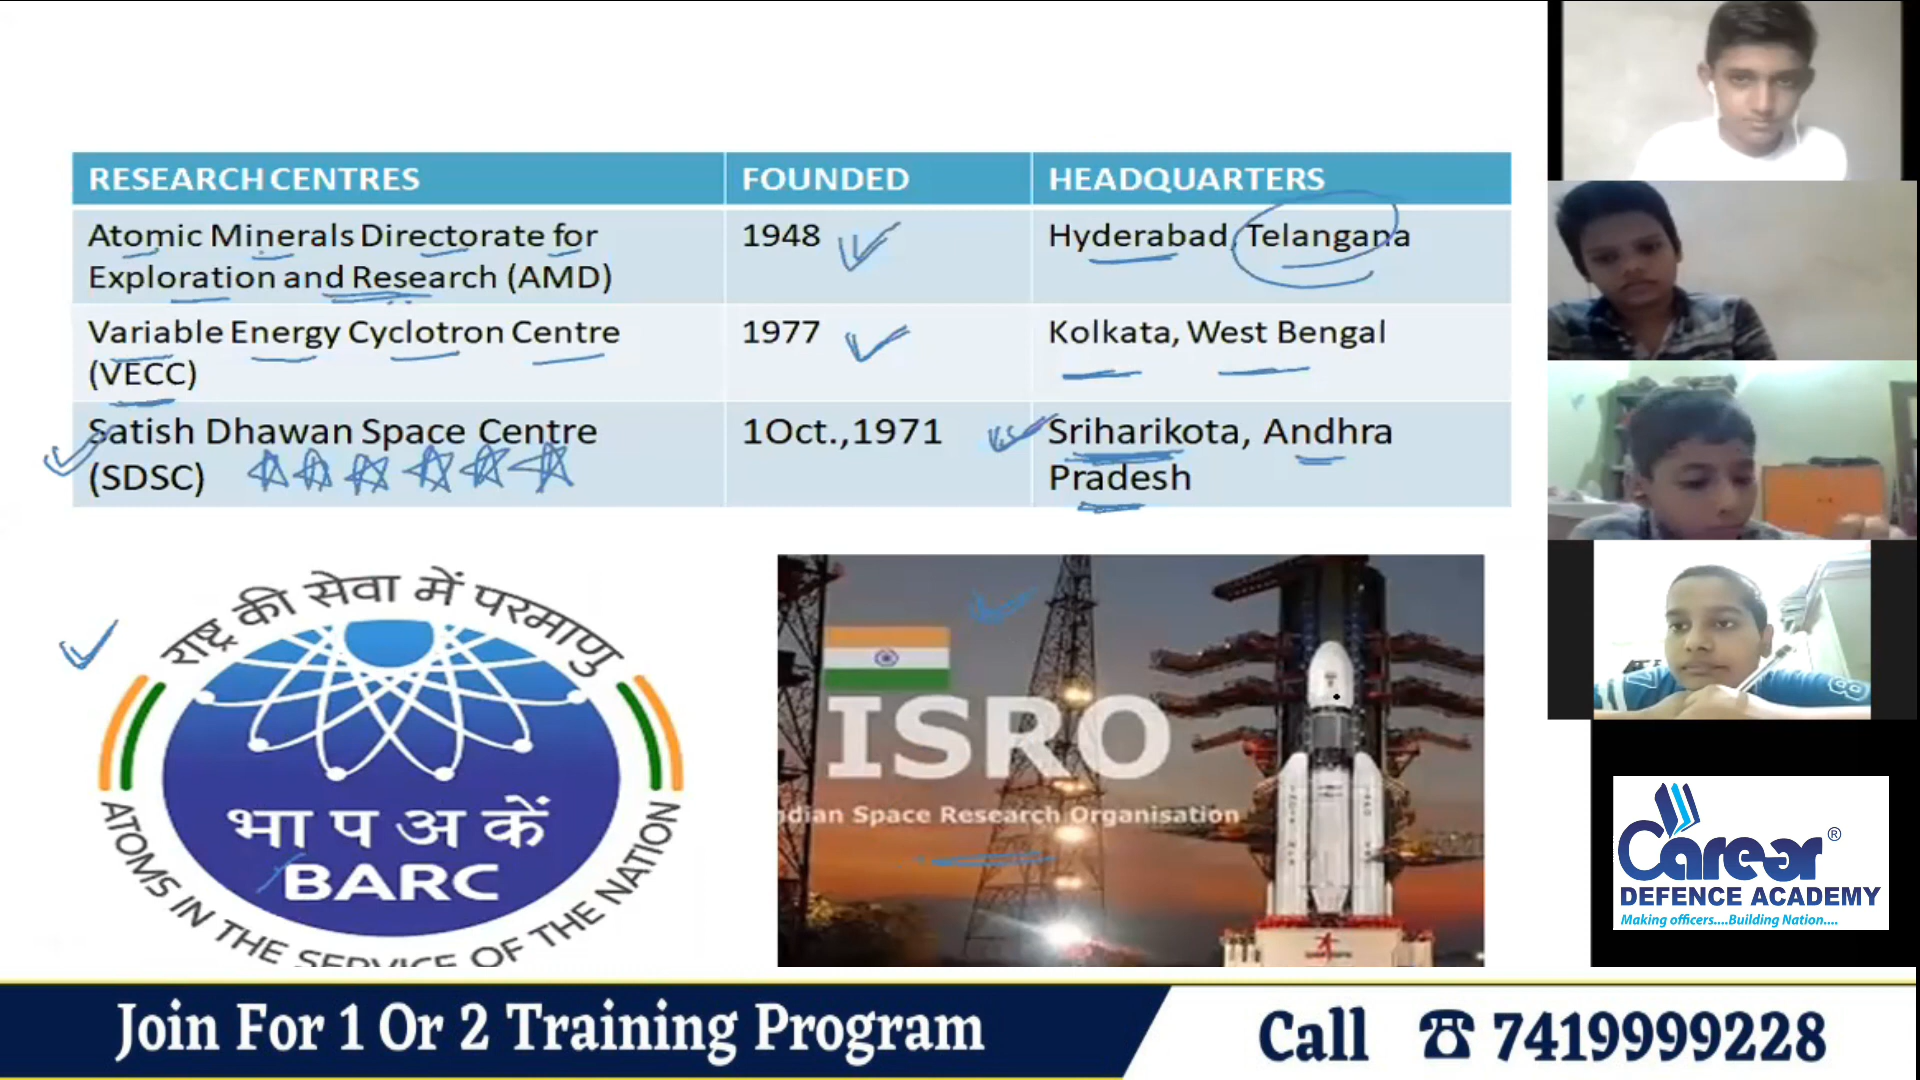 RESEARCH CENTRES FOUNDED HEADQUARTERS
Atomic Minerals Directorate for
Exploration and Research (AMD)
1948
Hyderabad, Telangana
Variable Energy Cyclotron Centre
(VECC)
1977
Kolkata, West Bengal
Satish Dhawan Space Centre
(SDSC)
1Oct.,1971
Sriharikota, Andhra
Pradesh
राष्ट्र की सेवा में परमाणु
भा प अ कें
BARC
ATOMS IN THE SERVICE OF THE NATION
ISRO
ndian Space Research Organisation
8
Carear®
DEFENCE ACADEMY
Making officers....Building Nation....
Join For 1 Or 2 Training Program
Call ☎ 7419999228